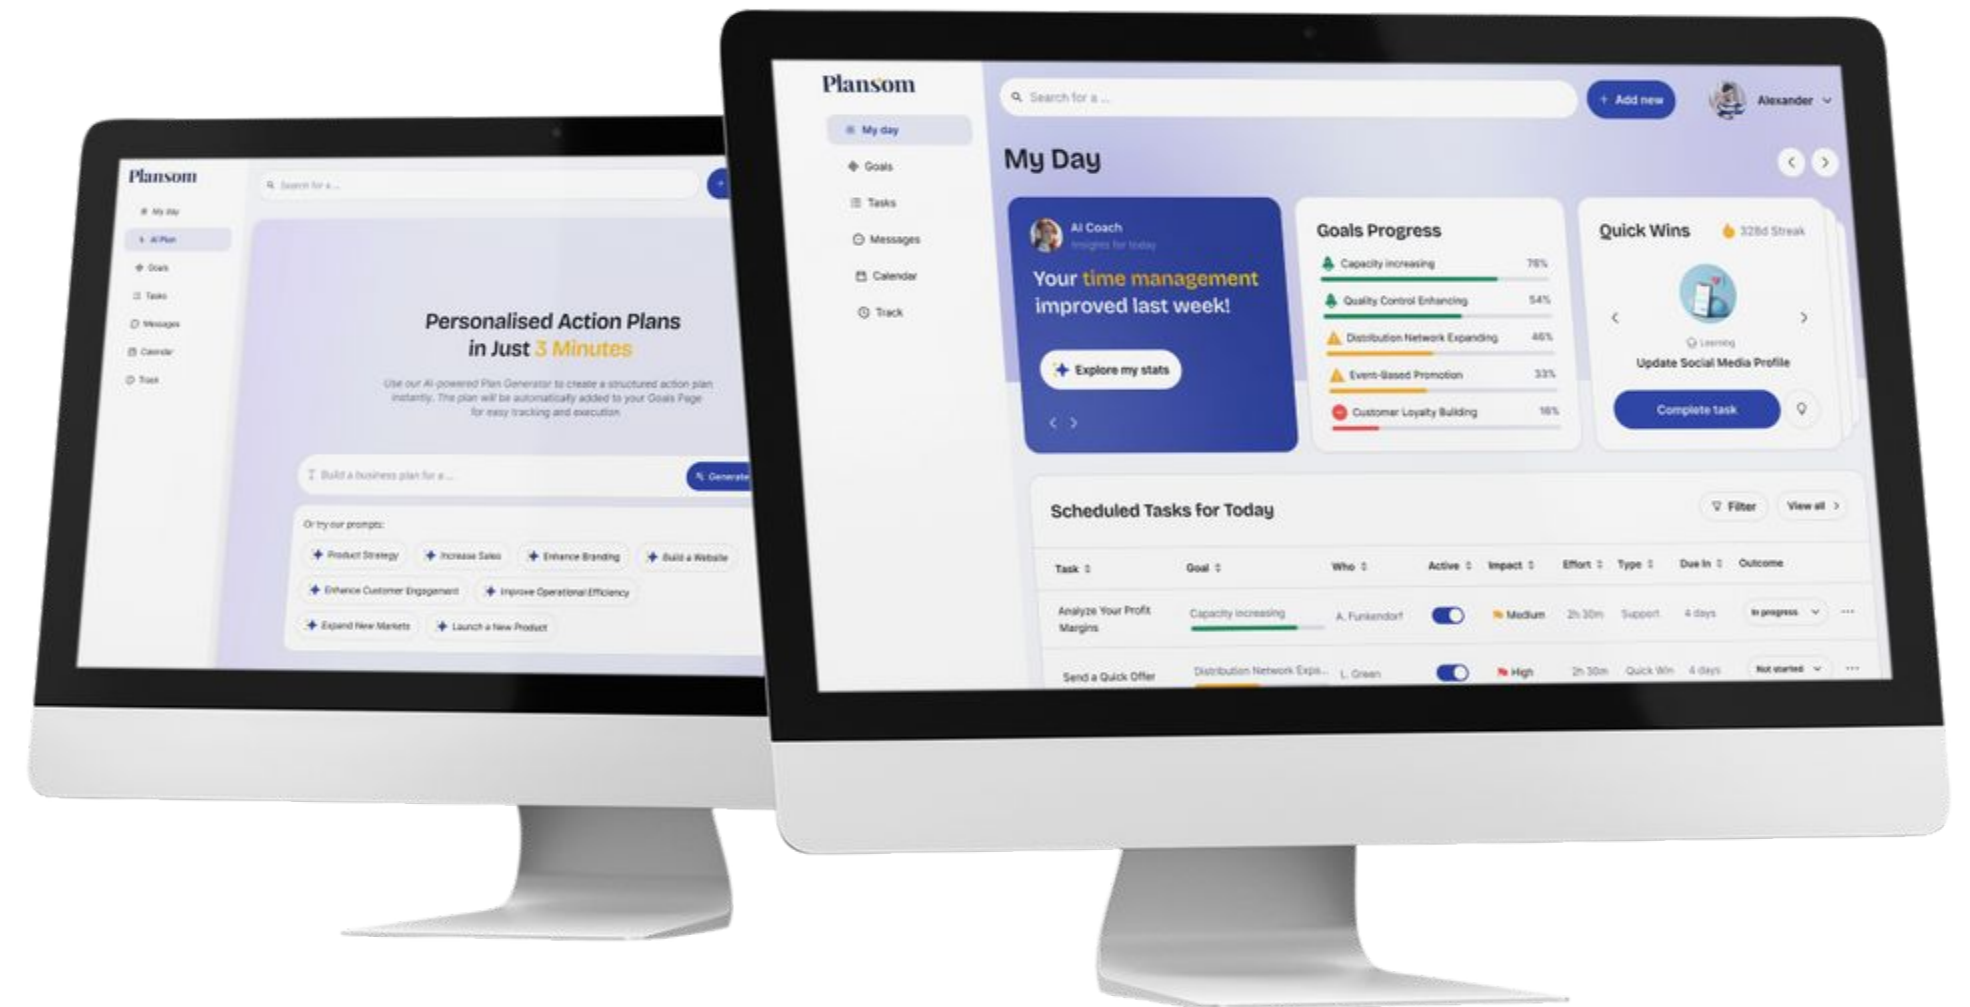 Plansom
Search for a ...
My day
AI Plan
Goals
Tasks
Messages
Calendar
Track
Personalised Action Plans
in Just 3 Minutes
Use our AI-powered Plan Generator to create a structured action plan
instantly. The plan will be automatically added to your Goals Page
for easy tracking and execution
Build a business plan for a ...
Generate
Or try our prompts:
Product Strategy
Increase Sales
Enhance Branding
Build a Website
Enhance Customer Engagement
Improve Operational Efficiency
Expand New Markets
Launch a New Product
Plansom
Search for a ...
+ Add new
Alexander
My day
Goals
Tasks
Messages
Calendar
Track
My Day
AI Coach
Insights for today
Your time management
improved last week!
Explore my stats
Goals Progress
Capacity increasing 78%
Quality Control Enhancing 54%
Distribution Network Expanding 46%
Event-Based Promotion 33%
Customer Loyalty Building 16%
Quick Wins 328d Streak
Learning
Update Social Media Profile
Complete task
Scheduled Tasks for Today
Filter
View all
Task Goal Who Active Impact Effort Type Due In Outcome
Analyze Your Profit
Margins
Capacity increasing A. Funkendorf Medium 2h 30m Support 4 days In progress
Send a Quick Offer Distribution Network Expa... L. Green High 2h 30m Quick Win 4 days Not started